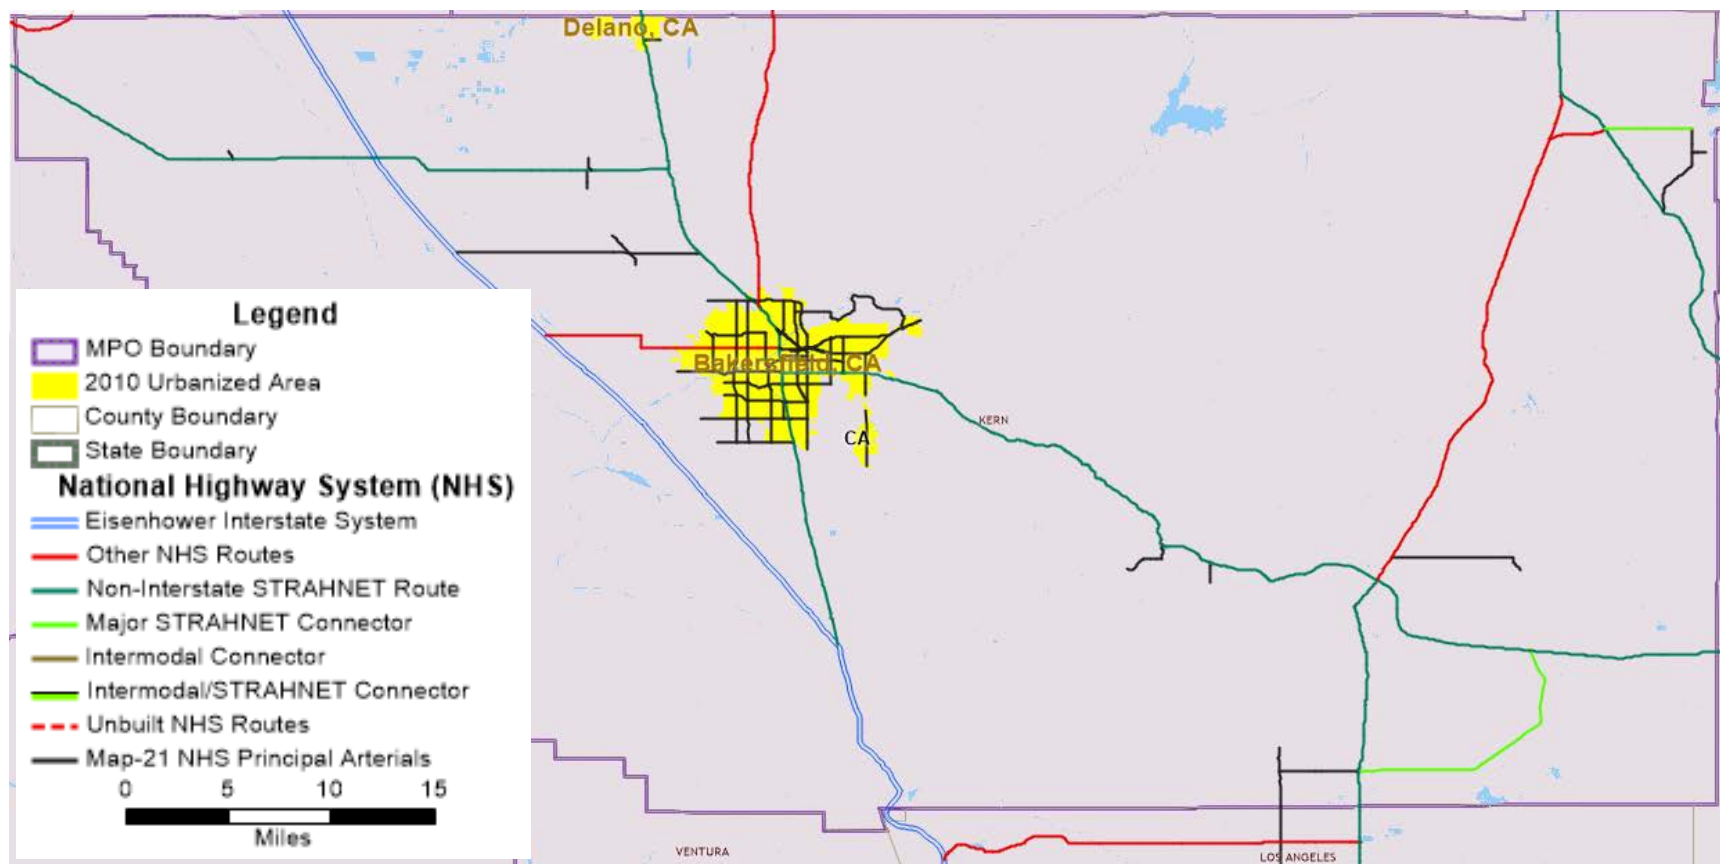 Delano, CA
Bakersfield, CA
KERN
CA
Legend
MPO Boundary
2010 Urbanized Area
County Boundary
State Boundary
National Highway System (NHS)
Eisenhower Interstate System
Other NHS Routes
Non-Interstate STRAHNET Route
Major STRAHNET Connector
Intermodal Connector
Intermodal/STRAHNET Connector
Unbuilt NHS Routes
Map-21 NHS Principal Arterials
0 5 10 15
Miles
VENTURA
LOS ANGELES